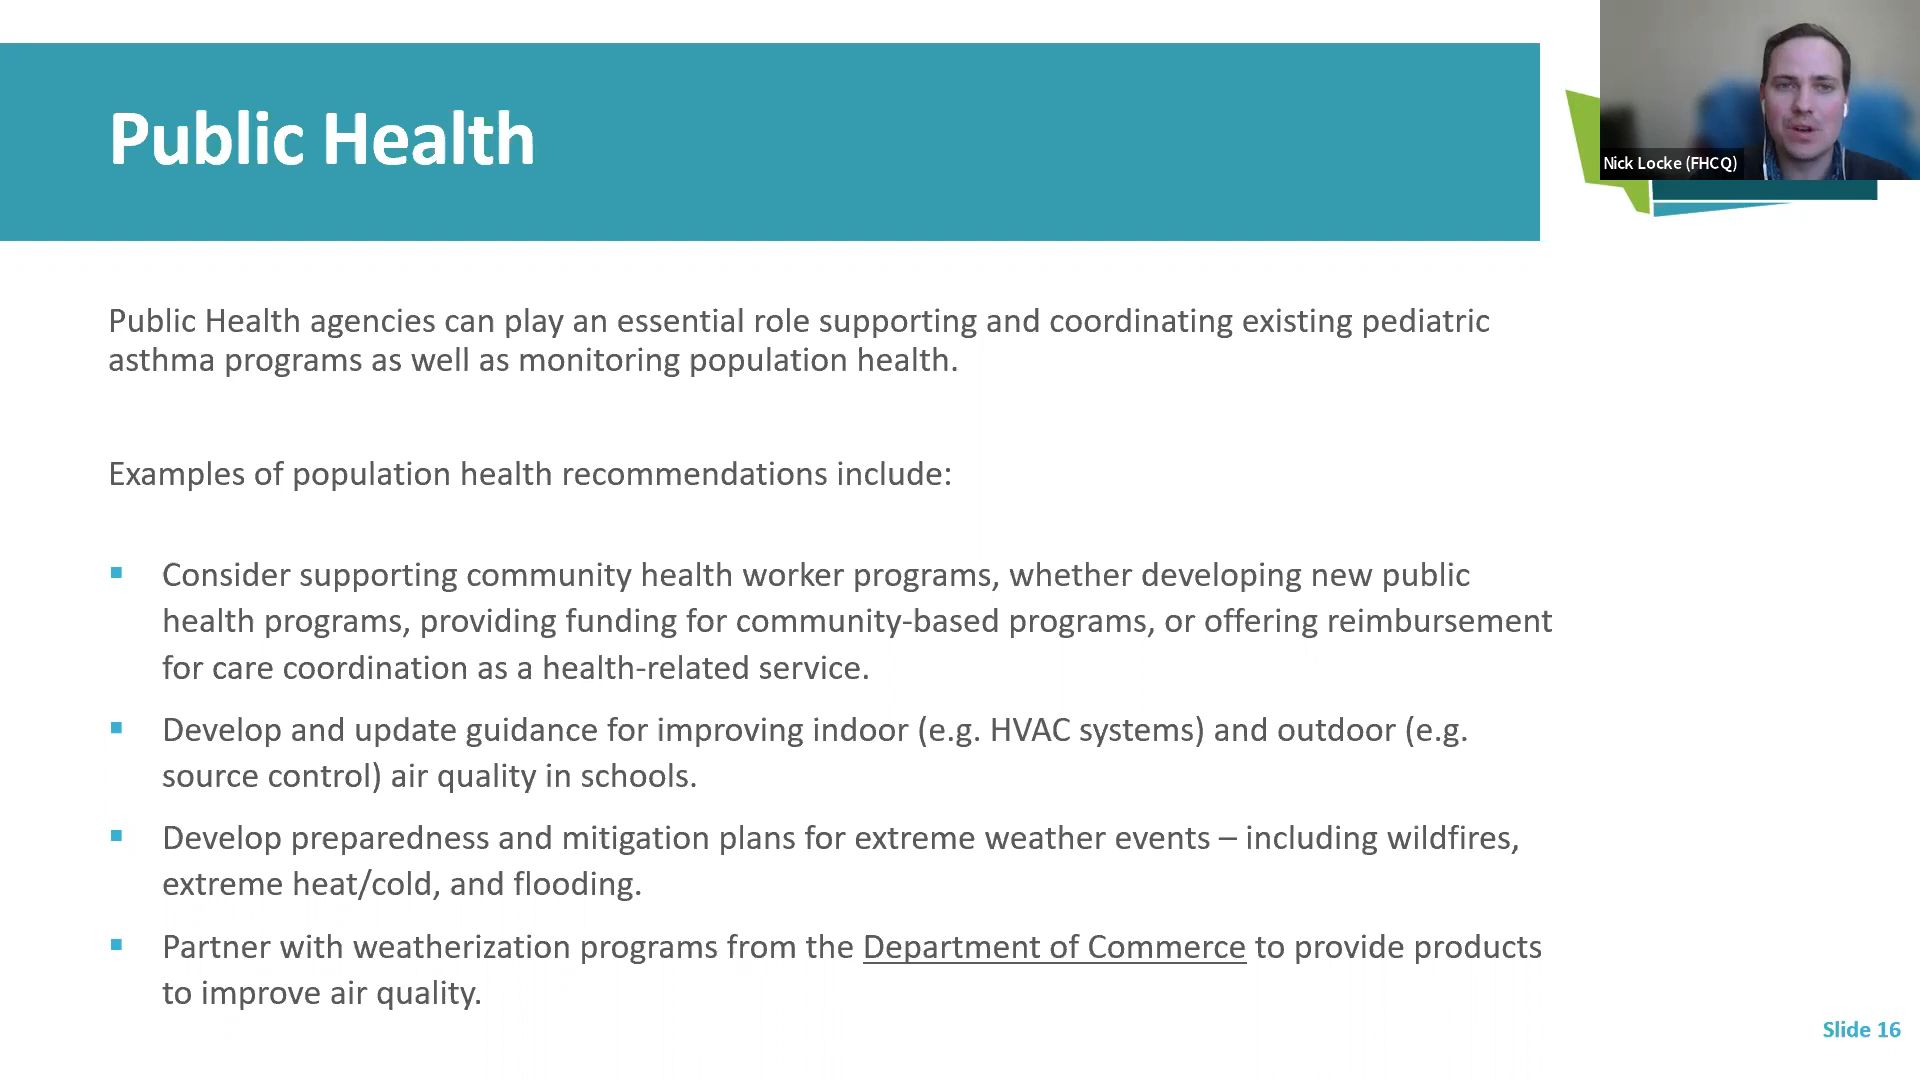 Public Health
Nick Locke (FHCQ)
Public Health agencies can play an essential role supporting and coordinating existing pediatric
asthma programs as well as monitoring population health.
Examples of population health recommendations include:
Consider supporting community health worker programs, whether developing new public
health programs, providing funding for community-based programs, or offering reimbursement
for care coordination as a health-related service.
Develop and update guidance for improving indoor (e.g. HVAC systems) and outdoor (e.g.
source control) air quality in schools.
Develop preparedness and mitigation plans for extreme weather events – including wildfires,
extreme heat/cold, and flooding.
Partner with weatherization programs from the Department of Commerce to provide products
to improve air quality.
Slide 16